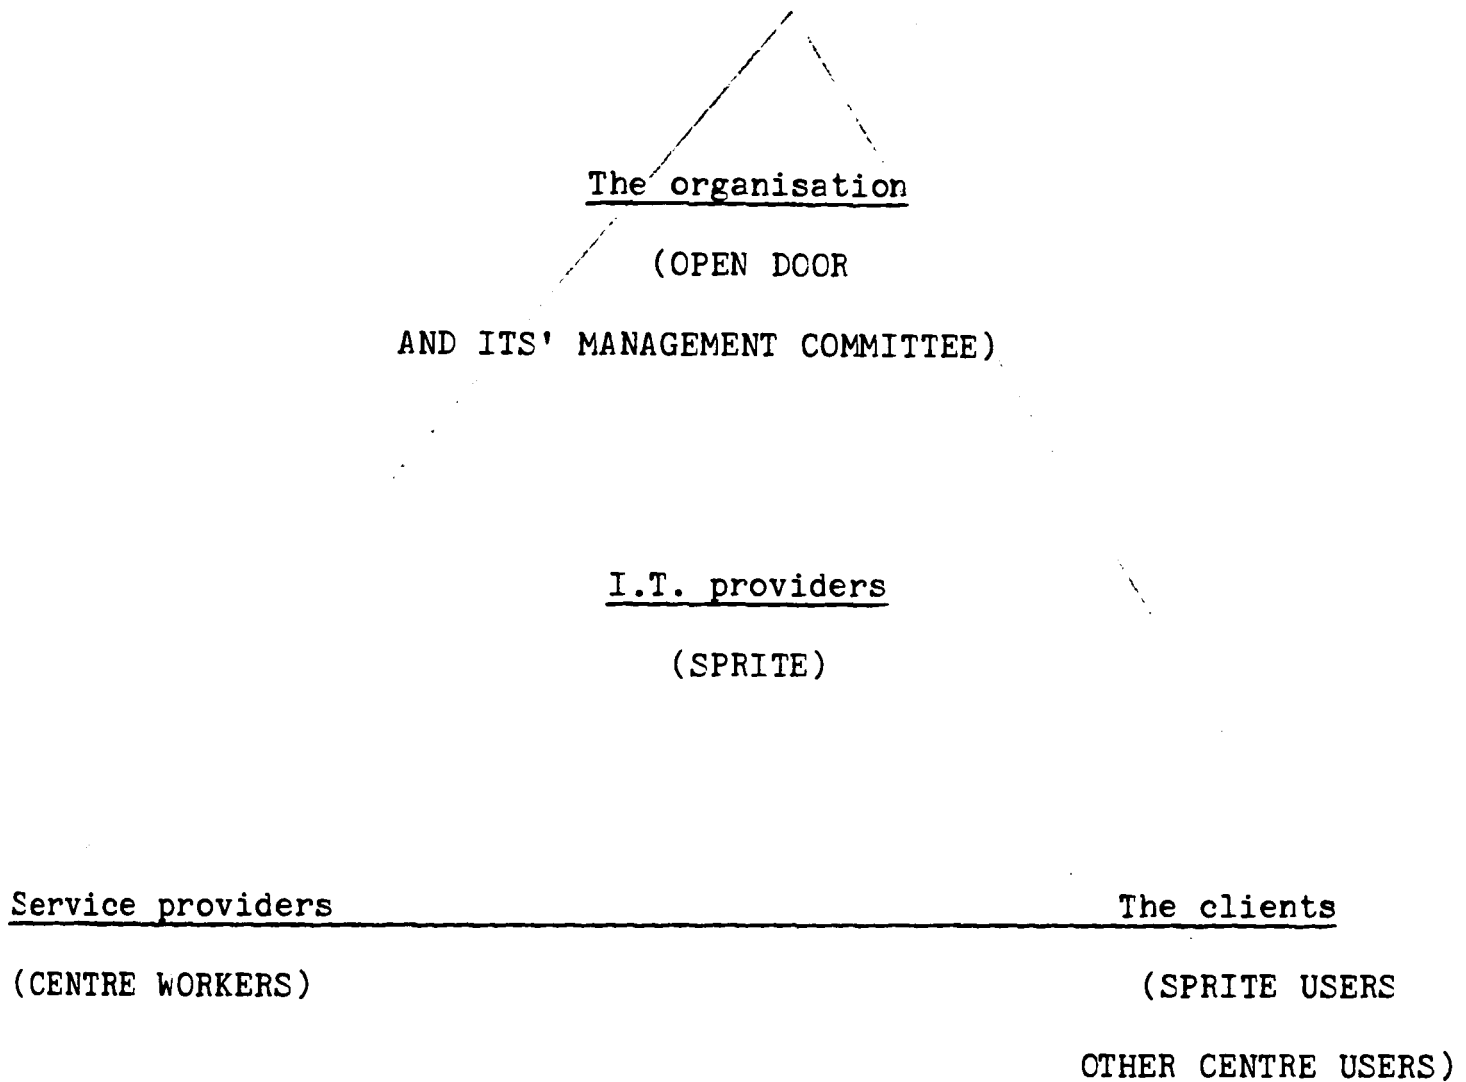 The organisation
(OPEN DOOR
AND ITS' MANAGEMENT COMMITTEE)
I.T. providers
(SPRITE)
Service providers The clients
(CENTRE WORKERS) (SPRITE USERS
OTHER CENTRE USERS)